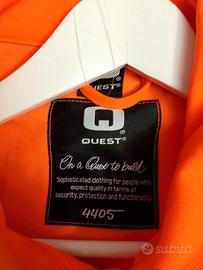 QUEST
QUEST
On a Quest to build
Sophisticated clothing for people who
expect quality in terms of
security, protection and functionality.
4405
subito